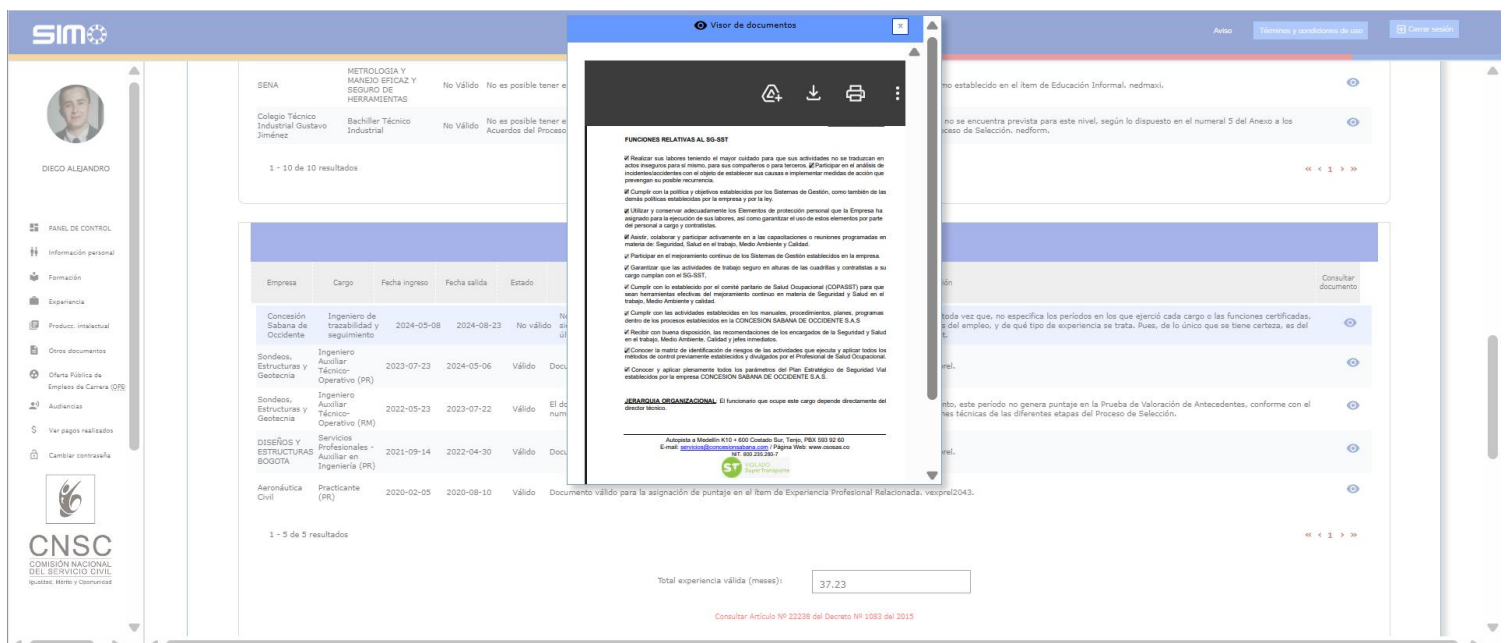 SIMO
Visor de documentos
x
Aviso
Términos y condiciones de uso
Cerrar sesión
DIEGO ALEJANDRO
PANEL DE CONTROL
Información personal
Formación
Experiencia
Producc. intelectual
Otros documentos
Oferta Pública de
Empleos de Carrera (OPE
Audiencias
Ver pagos realizados
Cambiar contraseña
CNSC
COMISIÓN NACIONAL
DEL SERVICIO CIVIL
Igualdad, Mérito y Oportunidad
SENA
METROLOGIA Y
MANEJO EFICAZ Y
SEGURO DE
HERRAMIENTAS
No Válido
No es posible tener e
mo establecido en el ítem de Educación Informal. nedmaxi.
Colegio Técnico
Industrial Gustavo
Jiménez
Bachiller Técnico
Industrial
No Válido
No es posible tener e
Acuerdos del Proceso
no se encuentra prevista para este nivel, según lo dispuesto en el numeral 5 del Anexo a los
ceso de Selección. nedform.
1 - 10 de 10 resultados
« ‹ 1 › »
Empresa
Cargo
Fecha ingreso
Fecha salida
Estado
ión
Consultar
documento
Concesión
Sabana de
Occidente
Ingeniero de
trazabilidad y
seguimiento
2024-05-08
2024-08-23
No válido
toda vez que, no especifica los períodos en los que ejerció cada cargo o las funciones certificadas,
s del empleo, y de qué tipo de experiencia se trata. Pues, de lo único que se tiene certeza, es del
t.
Sondeos,
Estructuras y
Geotecnia
Ingeniero
Auxiliar
Técnico-
Operativo (PR)
2023-07-23
2024-05-06
Válido
Docu
rel.
Sondeos,
Estructuras y
Geotecnia
Ingeniero
Auxiliar
Técnico-
Operativo (RM)
2022-05-23
2023-07-22
Válido
El do
num
nto, este período no genera puntaje en la Prueba de Valoración de Antecedentes, conforme con el
nes técnicas de las diferentes etapas del Proceso de Selección.
DISEÑOS Y
ESTRUCTURAS
BOGOTA
Servicios
Profesionales -
Auxiliar en
Ingeniería (PR)
2021-09-14
2022-04-30
Válido
Docu
rel.
Aeronáutica
Civil
Practicante
(PR)
2020-02-05
2020-08-10
Válido
Documento válido para la asignación de puntaje en el ítem de Experiencia Profesional Relacionada. vexprel2043.
1 - 5 de 5 resultados
« ‹ 1 › »
Total experiencia válida (meses):
37.23
Consultar Artículo Nº 22238 del Decreto Nº 1083 del 2015
FUNCIONES RELATIVAS AL SG-SST
Realizar sus labores teniendo el mayor cuidado para que sus actividades no se traduzcan en
actos inseguros para sí mismo, para sus compañeros o para terceros. Participar en el análisis de
incidentes/accidentes con el objeto de establecer sus causas e implementar medidas de acción que
prevengan su posible recurrencia.
Cumplir con la política y objetivos establecidos por los Sistemas de Gestión, como también de las
demás políticas establecidas por la empresa y por la ley.
Utilizar y conservar adecuadamente los Elementos de protección personal que la Empresa ha
asignado para la ejecución de sus labores, así como garantizar el uso de estos elementos por parte
del personal a cargo y contratistas.
Asistir, colaborar y participar activamente en a las capacitaciones o reuniones programadas en
materia de: Seguridad, Salud en el trabajo, Medio Ambiente y Calidad.
Participar en el mejoramiento continuo de los Sistemas de Gestión establecidos en la empresa.
Garantizar que las actividades de trabajo seguro en alturas de las cuadrillas y contratistas a su
cargo cumplan con el SG-SST.
Cumplir con lo establecido por el comité paritario de Salud Ocupacional (COPASST) para que
sean herramientas efectivas del mejoramiento continuo en materia de Seguridad y Salud en el
trabajo, Medio Ambiente y calidad.
Cumplir con las actividades establecidas en los manuales, procedimientos, planes, programas
dentro de los procesos establecidos en la CONCESION SABANA DE OCCIDENTE S.A.S
Recibir con buena disposición, las recomendaciones de los encargados de la Seguridad y Salud
en el trabajo, Medio Ambiente, Calidad y jefes inmediatos.
Conocer la matriz de identificación de riesgos de las actividades que ejecuta y aplicar todos los
métodos de control previamente establecidos y divulgados por el Profesional de Salud Ocupacional.
Conocer y aplicar plenamente todos los parámetros del Plan Estratégico de Seguridad Vial
establecidos por la empresa CONCESION SABANA DE OCCIDENTE S.A.S.
JERARQUIA ORGANIZACIONAL: El funcionario que ocupe este cargo depende directamente del
director técnico.
Autopista a Medellín K10 + 600 Costado Sur, Tenjo, PBX 593 92 60
E-mail: servicios@concesionsabana.com / Página Web: www.csosas.co
NIT. 800.235.280-7
ST VIGILADO
SuperTransporte